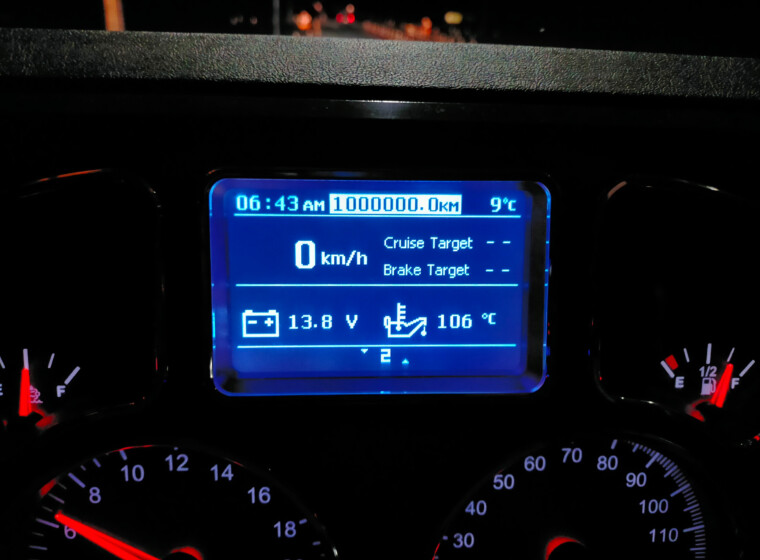 06:43 AM 1000000.0KM 9°C
0 km/h
Cruise Target - -
Brake Target - -
13.8 V 106 °C
2
E F
E 1/2 F
6 8 10 12 14 16 18
30 40 50 60 70 80 90 100 110